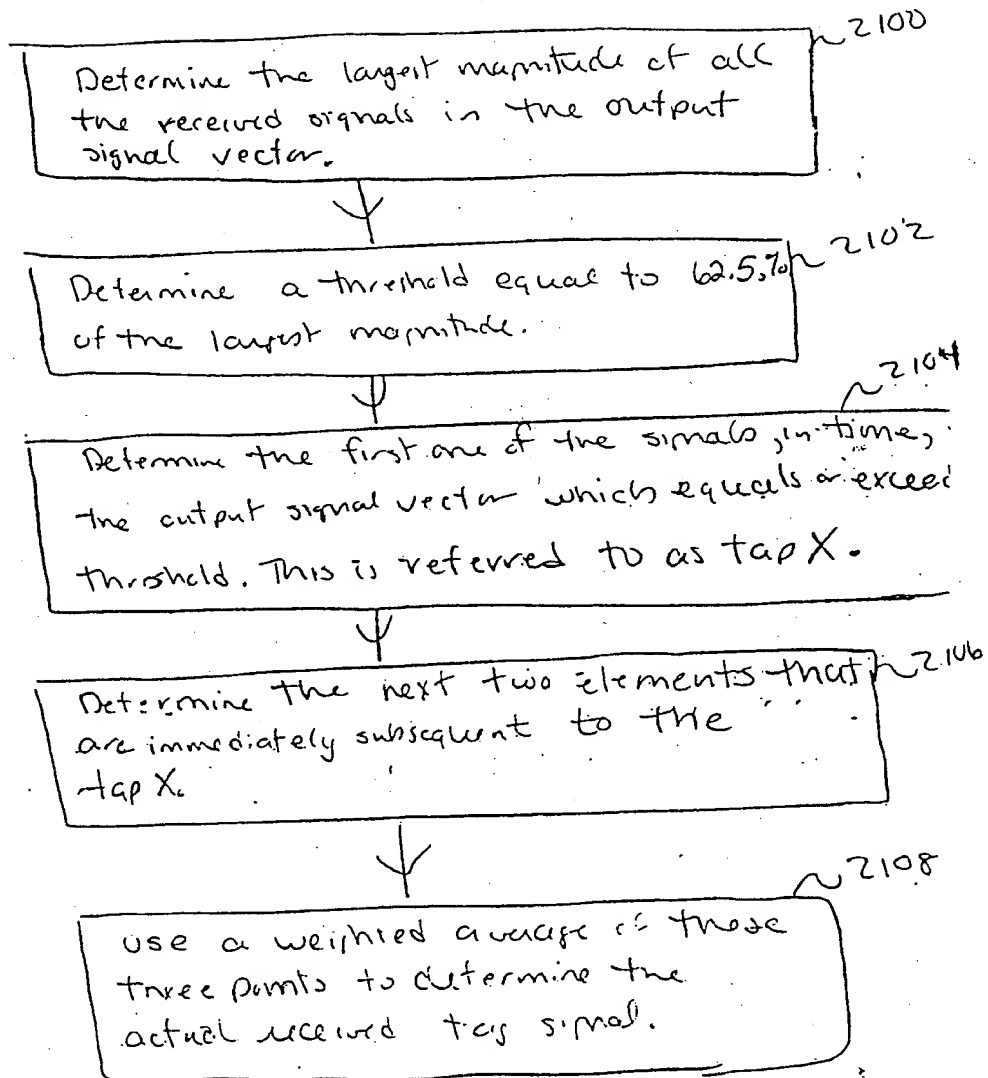 2100
Determine the largest magnitude of all
the received signals in the output
signal vector.
2102
Determine a threshold equal to 62.5%
of the largest magnitude.
2104
Determine the first one of the signals, in time,
the output signal vector which equals or exceed
threshold. This is referred to as tap X.
2106
Determine the next two elements that
are immediately subsequent to the
tap X.
2108
use a weighted average of these
three points to determine the
actual received tag signal.